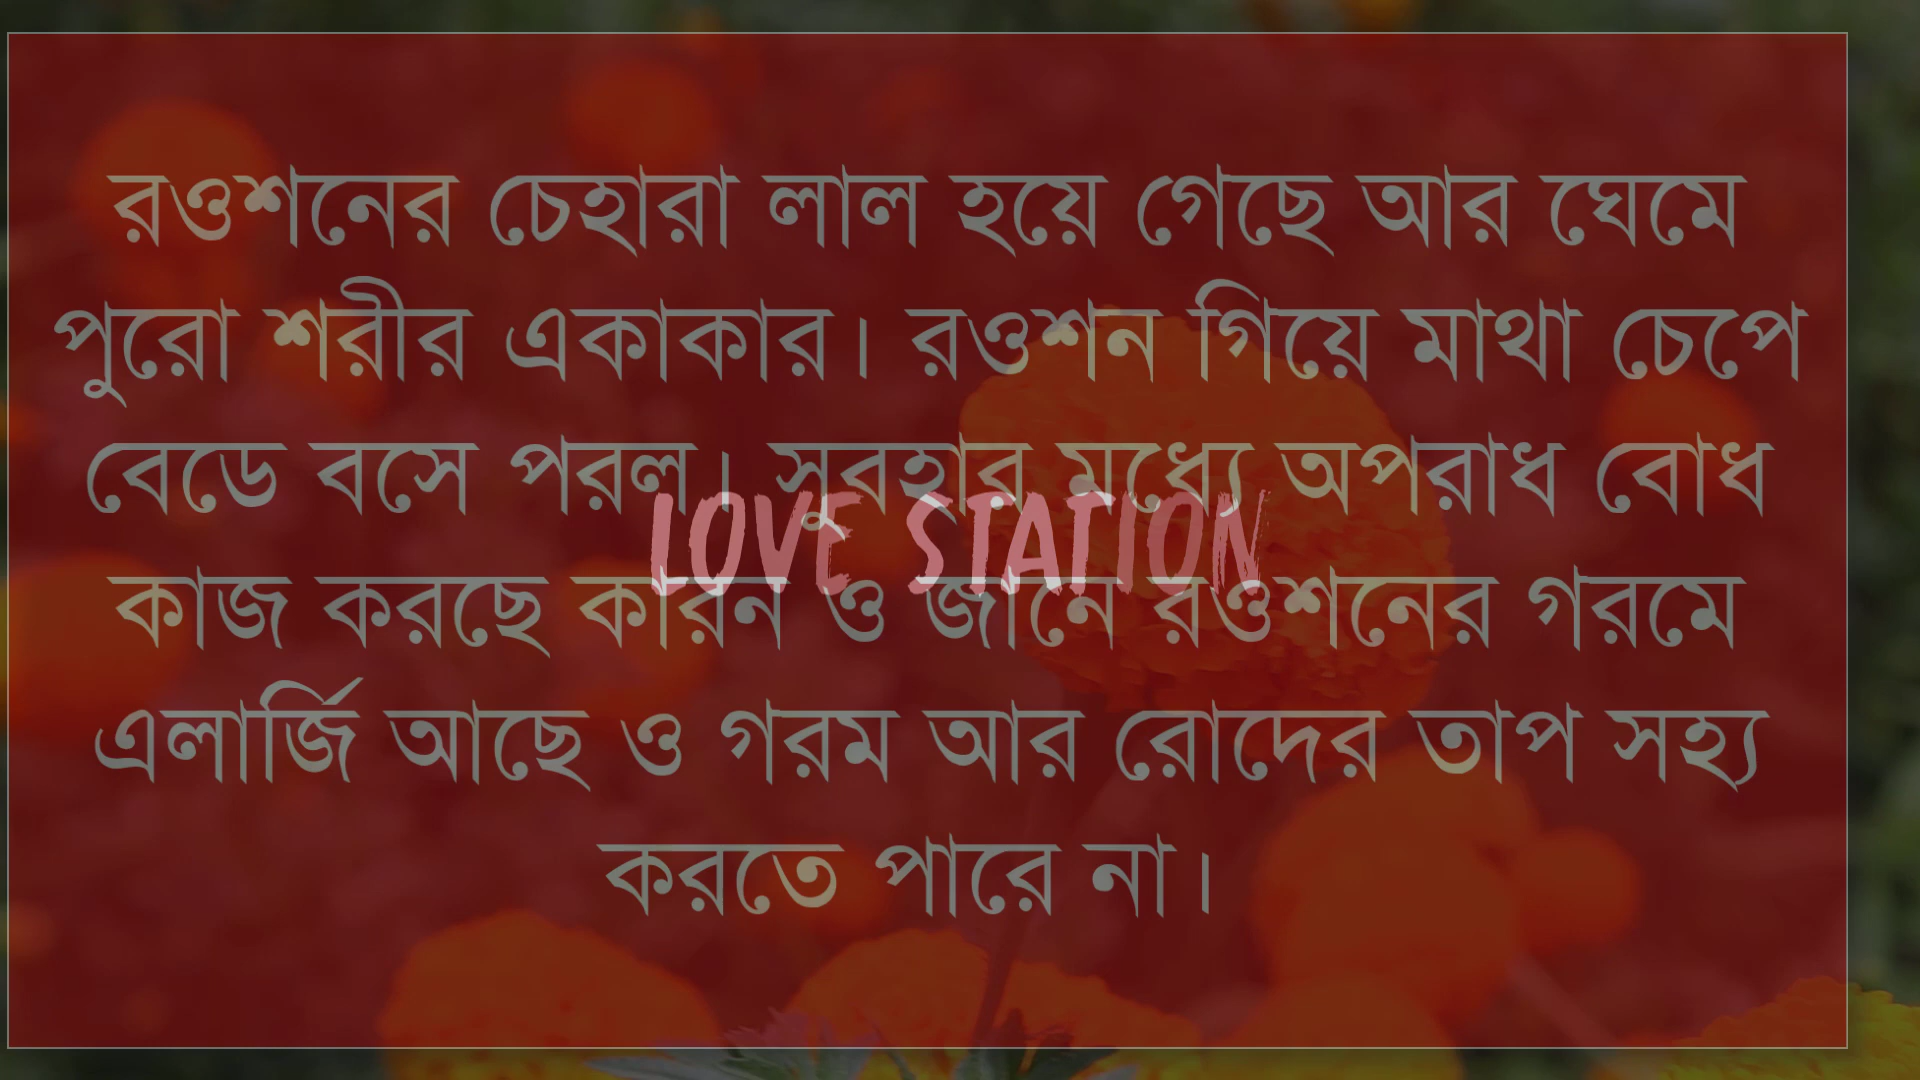 রওশনের চেহারা লাল হয়ে গেছে আর ঘেমে
পুরো শরীর একাকার। রওশন গিয়ে মাথা চেপে
বেডে বসে পরল। সুবহার মধ্যে অপরাধ বোধ
LOVE STATION
কাজ করছে কারন ও জানে রওশনের গরমে
এলার্জি আছে ও গরম আর রোদের তাপ সহ্য
করতে পারে না।